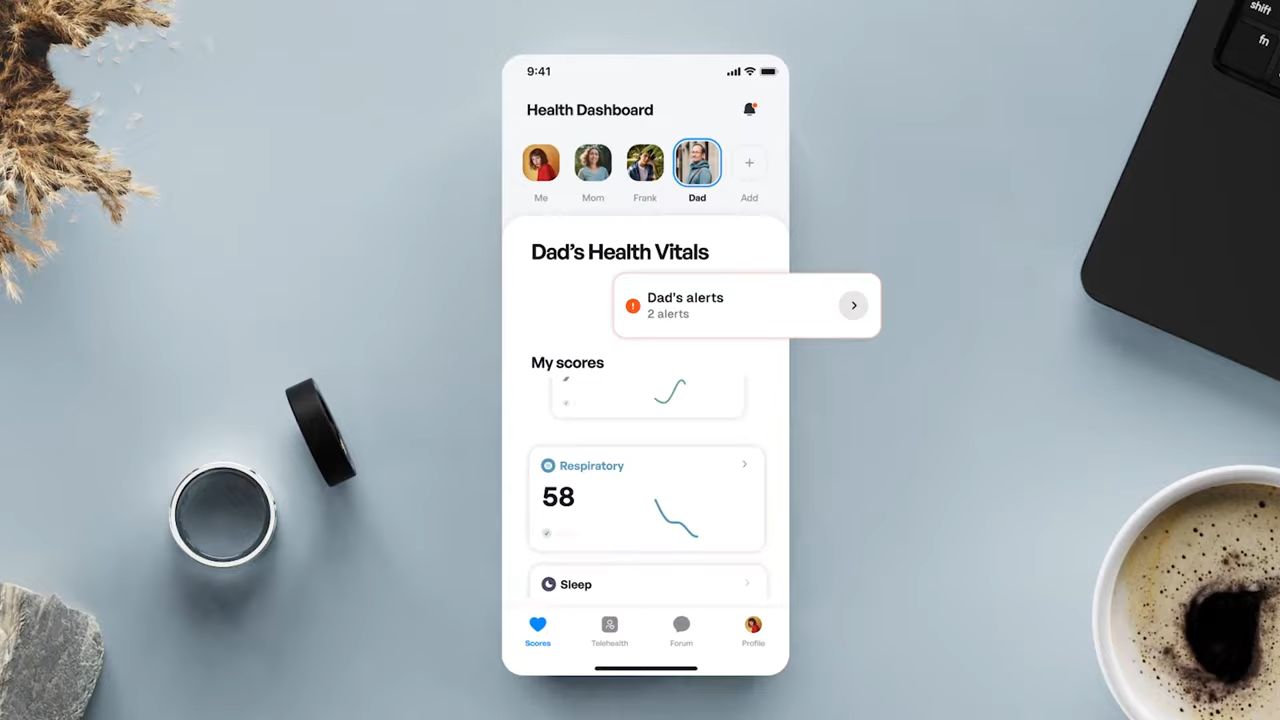 shift
fn
9:41
Health Dashboard
Me
Mom
Frank
Dad
Add
Dad's Health Vitals
Dad's alerts
2 alerts
My scores
Respiratory
58
Sleep
Scores
Telehealth
Forum
Profile